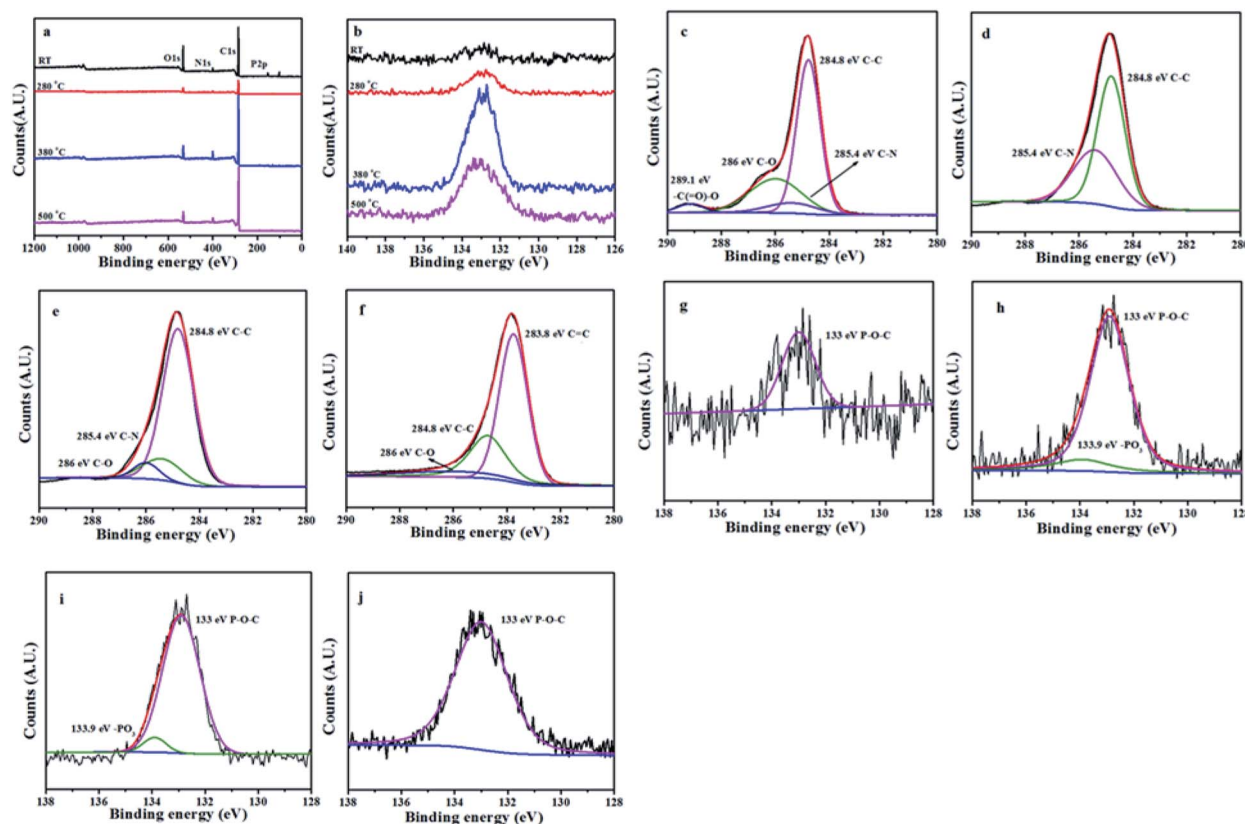 a
Counts(A.U.)
O1s
N1s
C1s
P2p
RT
280 °C
380 °C
500 °C
1200 1000 800 600 400 200 0
Binding energy (eV)
b
Counts(A.U.)
RT
280 °C
380 °C
500 °C
140 138 136 134 132 130 128 126
Binding energy (eV)
c
Counts (A.U.)
284.8 eV C-C
286 eV C-O
285.4 eV C-N
289.1 eV
-C(=O)-O
290 288 286 284 282 280
Binding energy (eV)
d
Counts (A.U.)
284.8 eV C-C
285.4 eV C-N
290 288 286 284 282 280
Binding energy (eV)
e
Counts (A.U.)
284.8 eV C-C
285.4 eV C-N
286 eV C-O
290 288 286 284 282 280
Binding energy (eV)
f
Counts (A.U.)
283.8 eV C=C
284.8 eV C-C
286 eV C-O
290 288 286 284 282 280
Binding energy (eV)
g
Counts (A.U.)
133 eV P-O-C
138 136 134 132 130 128
Binding energy (eV)
h
Counts (A.U.)
133 eV P-O-C
133.9 eV -PO3
138 136 134 132 130 128
Binding energy (eV)
i
Counts (A.U.)
133 eV P-O-C
133.9 eV -PO3
138 136 134 132 130 128
Binding energy (eV)
j
Counts (A.U.)
133 eV P-O-C
138 136 134 132 130 128
Binding energy (eV)